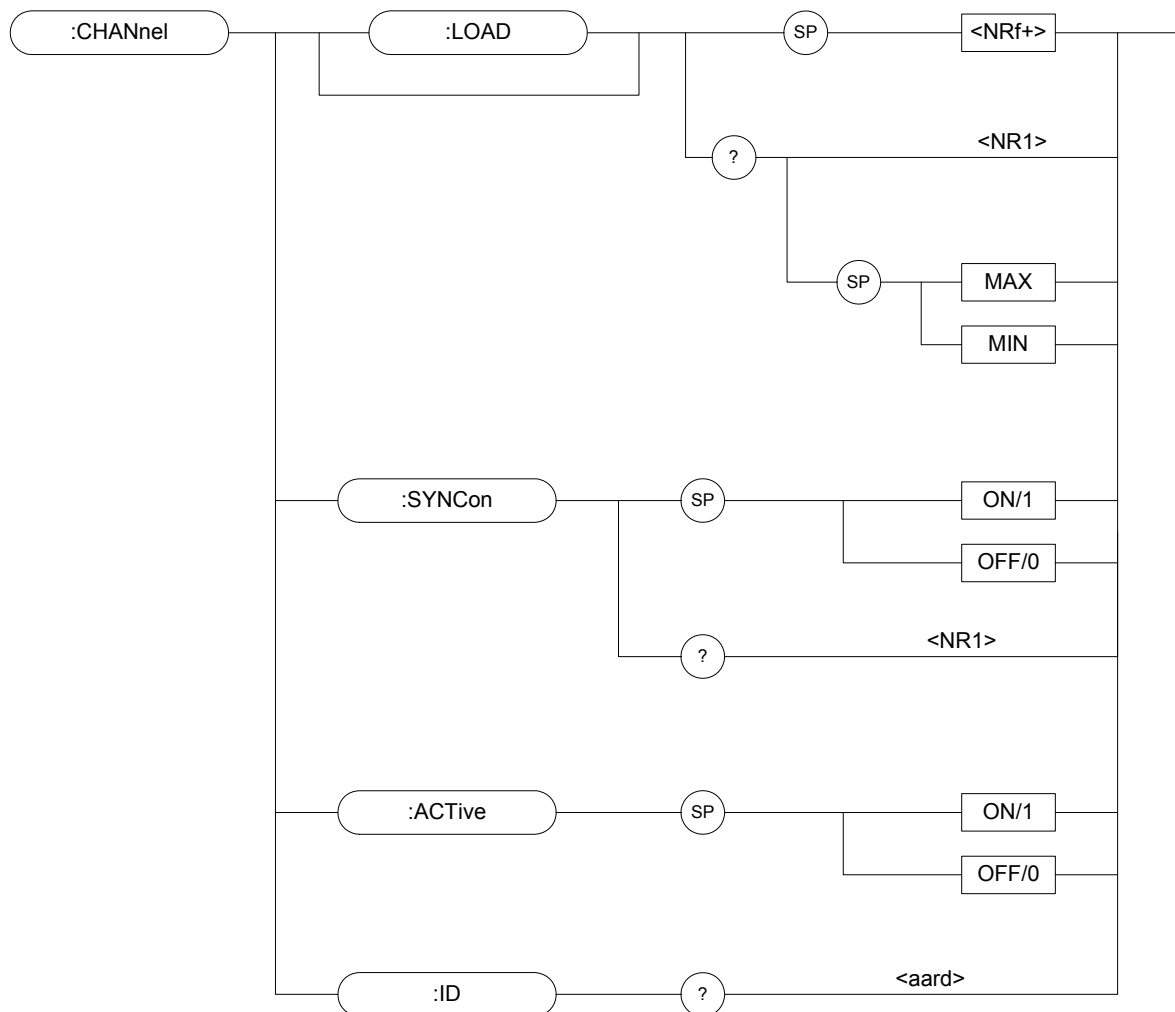 :CHANnel
:LOAD
SP
<NRf+>
?
<NR1>
SP
MAX
MIN
:SYNCon
SP
ON/1
OFF/0
?
<NR1>
:ACTive
SP
ON/1
OFF/0
:ID
?
<aard>